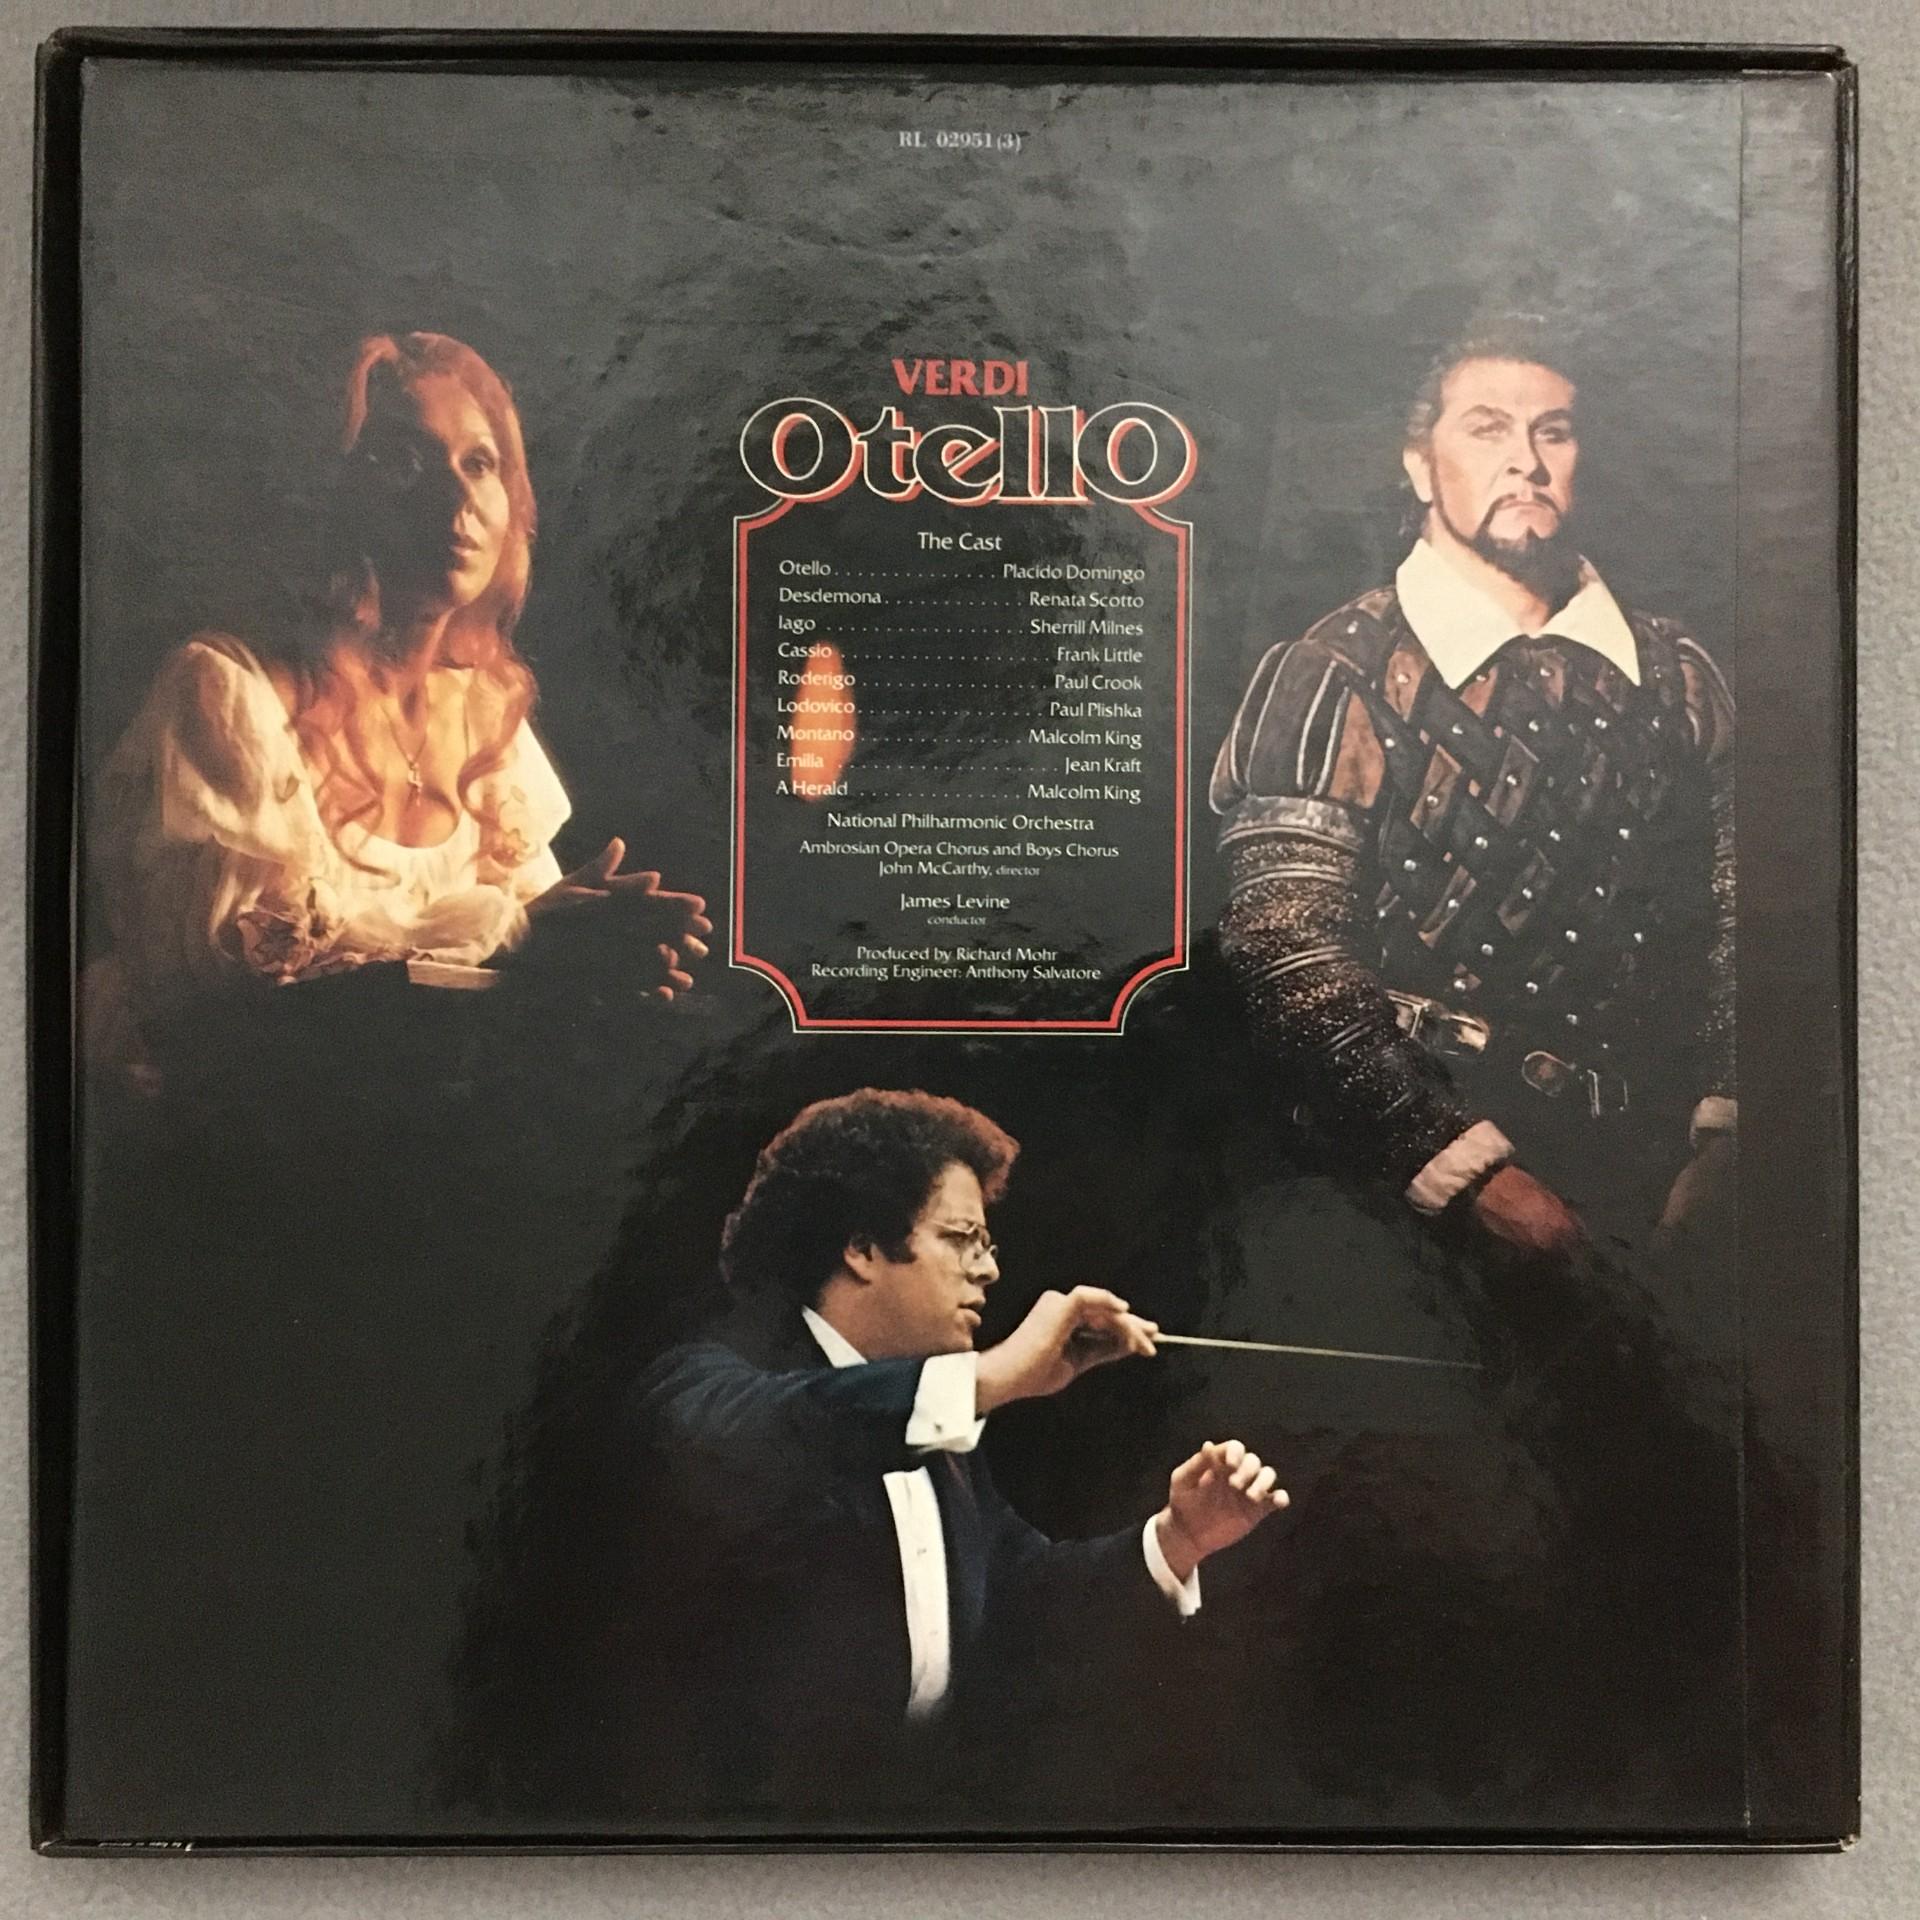 RL 02951 (3)
VERDI
Otello
The Cast
Otello . . . . . . . . . . . . . . Placido Domingo
Desdemona . . . . . . . . . . . . Renata Scotto
Iago . . . . . . . . . . . . . . . . . Sherrill Milnes
Cassio . . . . . . . . . . . . . . . . . . Frank Little
Roderigo . . . . . . . . . . . . . . . . Paul Crook
Lodovico . . . . . . . . . . . . . . . . Paul Plishka
Montano . . . . . . . . . . . . . . Malcolm King
Emilia . . . . . . . . . . . . . . . . . . . Jean Kraft
A Herald . . . . . . . . . . . . . . Malcolm King
National Philharmonic Orchestra
Ambrosian Opera Chorus and Boys Chorus
John McCarthy, director
James Levine
conductor
Produced by Richard Mohr
Recording Engineer: Anthony Salvatore